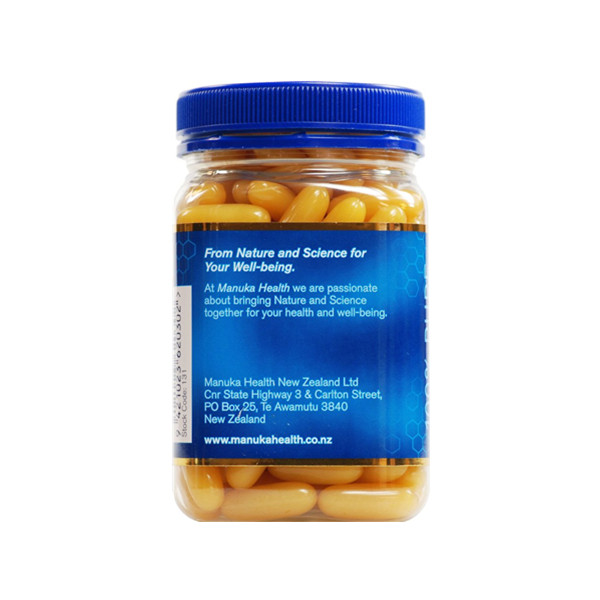 From Nature and Science for
Your Well-being.
At Manuka Health we are passionate
about bringing Nature and Science
together for your health and well-being.
Manuka Health New Zealand Ltd
Cnr State Highway 3 & Carlton Street,
PO Box 25, Te Awamutu 3840
New Zealand
www.manukahealth.co.nz
Stock Code: 131